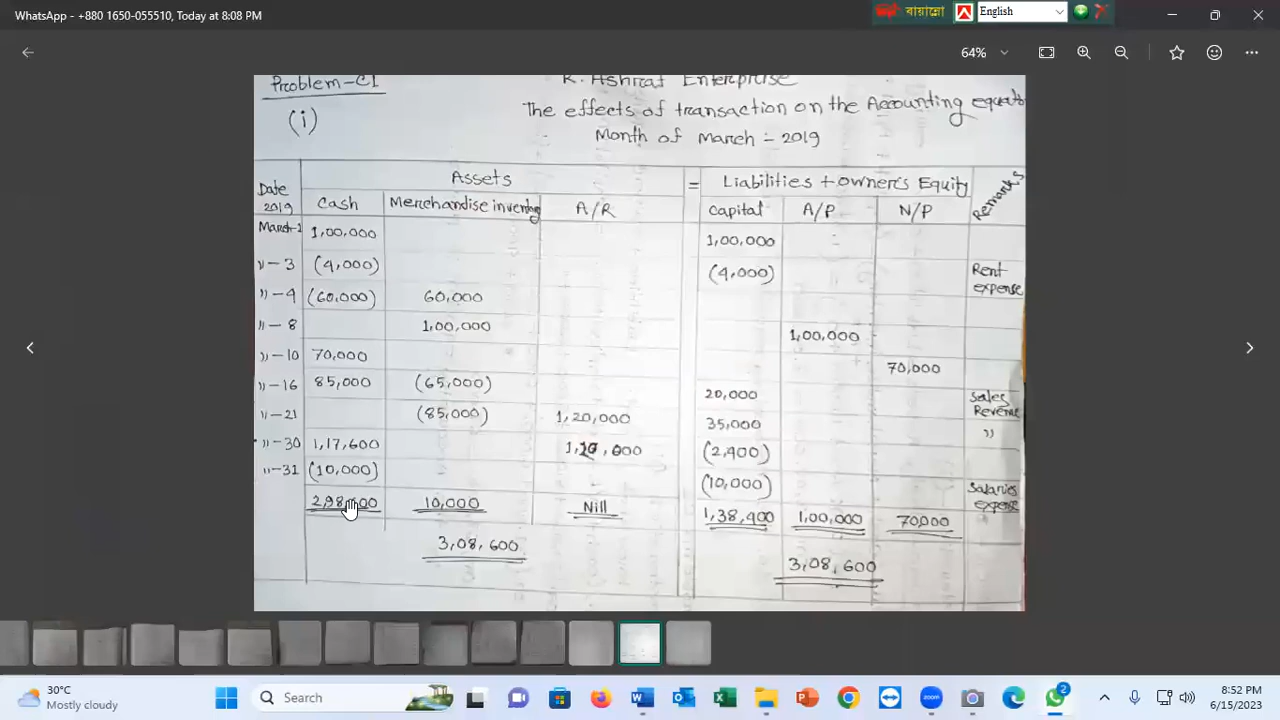 WhatsApp - +880 1650-055510, Today at 8:50 PM
English
64%
Problem-C1
K. Ashraf Enterprise
(i)
The effects of transaction on the Accounting equati
Month of March = 2019
Assets = Liabilities + owner's Equity
Date 2019 Cash Merchandise inventory A/R capital A/P N/P Remarks
March-1 1,00,000 1,00,000
"-3 (4,000) (4,000) Rent expense
"-4 (60,000) 60,000
"-8 1,00,000 1,00,000
"-10 70,000 70,000
"-16 85,000 (65,000) 20,000 Sales Revenue
"-21 (85,000) 1,20,000 35,000 "
"-30 1,17,600 (2,400)
"-31 (10,000) (10,000) Salaries expense
10,000 Nill 1,38,400 1,00,000 70,000
3,08,600 3,08,600
30°C
Mostly cloudy
Search
2
8:52 PM
6/15/2023